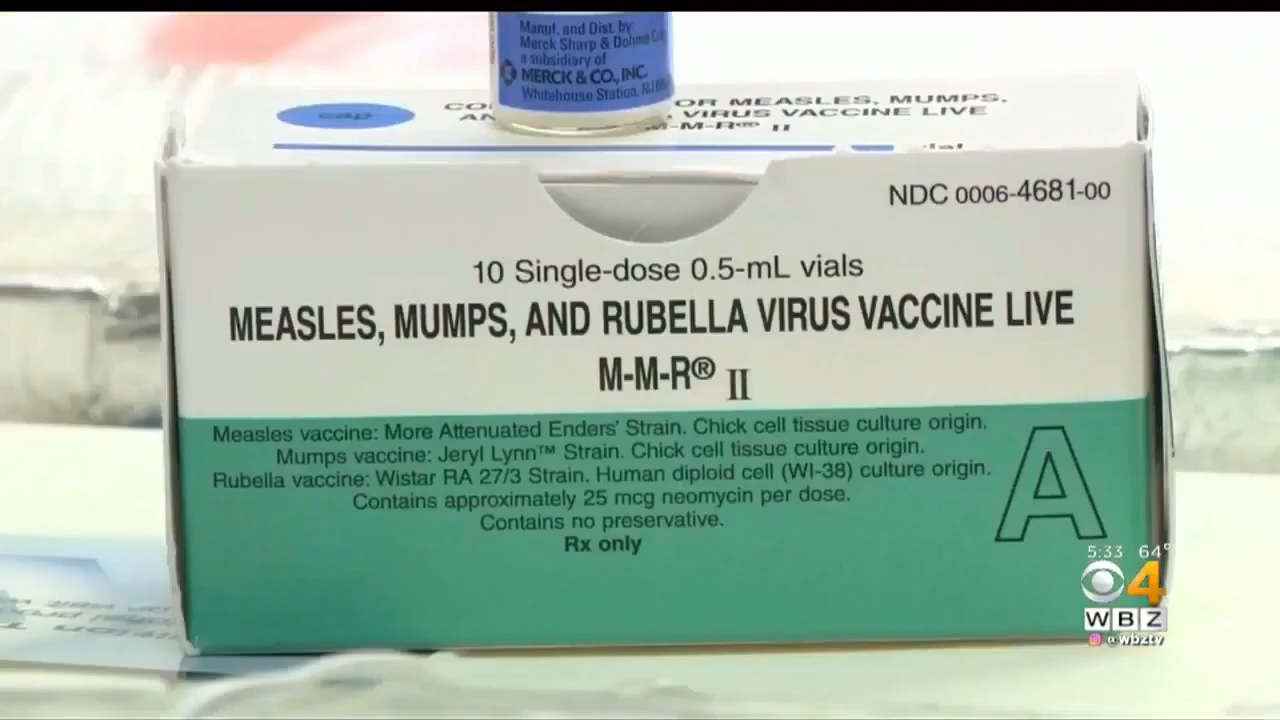 Manuf. and Dist. by:
Merck Sharp & Dohme
a subsidiary of
MERCK & CO., INC.
Whitehouse Station, NJ
cap
OR MEASLES, MUMPS,
VIRUS VACCINE LIVE
M-M-R® II
NDC 0006-4681-00
10 Single-dose 0.5-mL vials
MEASLES, MUMPS, AND RUBELLA VIRUS VACCINE LIVE
M-M-R® II
Measles vaccine: More Attenuated Enders' Strain. Chick cell tissue culture origin.
Mumps vaccine: Jeryl Lynn™ Strain. Chick cell tissue culture origin.
Rubella vaccine: Wistar RA 27/3 Strain. Human diploid cell (WI-38) culture origin.
Contains approximately 25 mcg neomycin per dose.
Contains no preservative.
Rx only
A
5:33 64°
4
WBZ
@wbztv